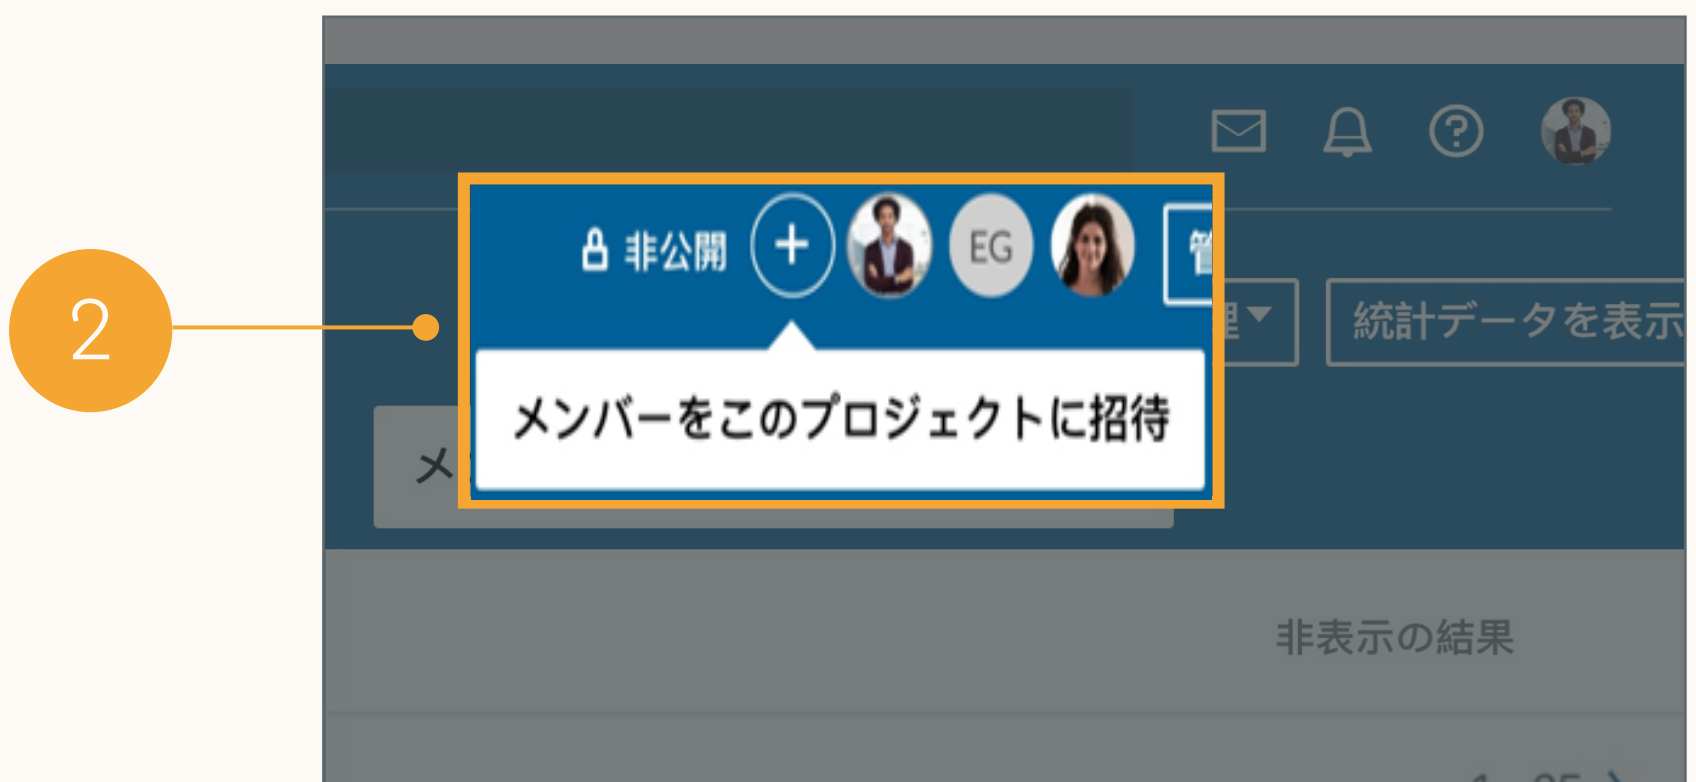 2
非公開
EG
統計データを表示
メンバーをこのプロジェクトに招待
非表示の結果